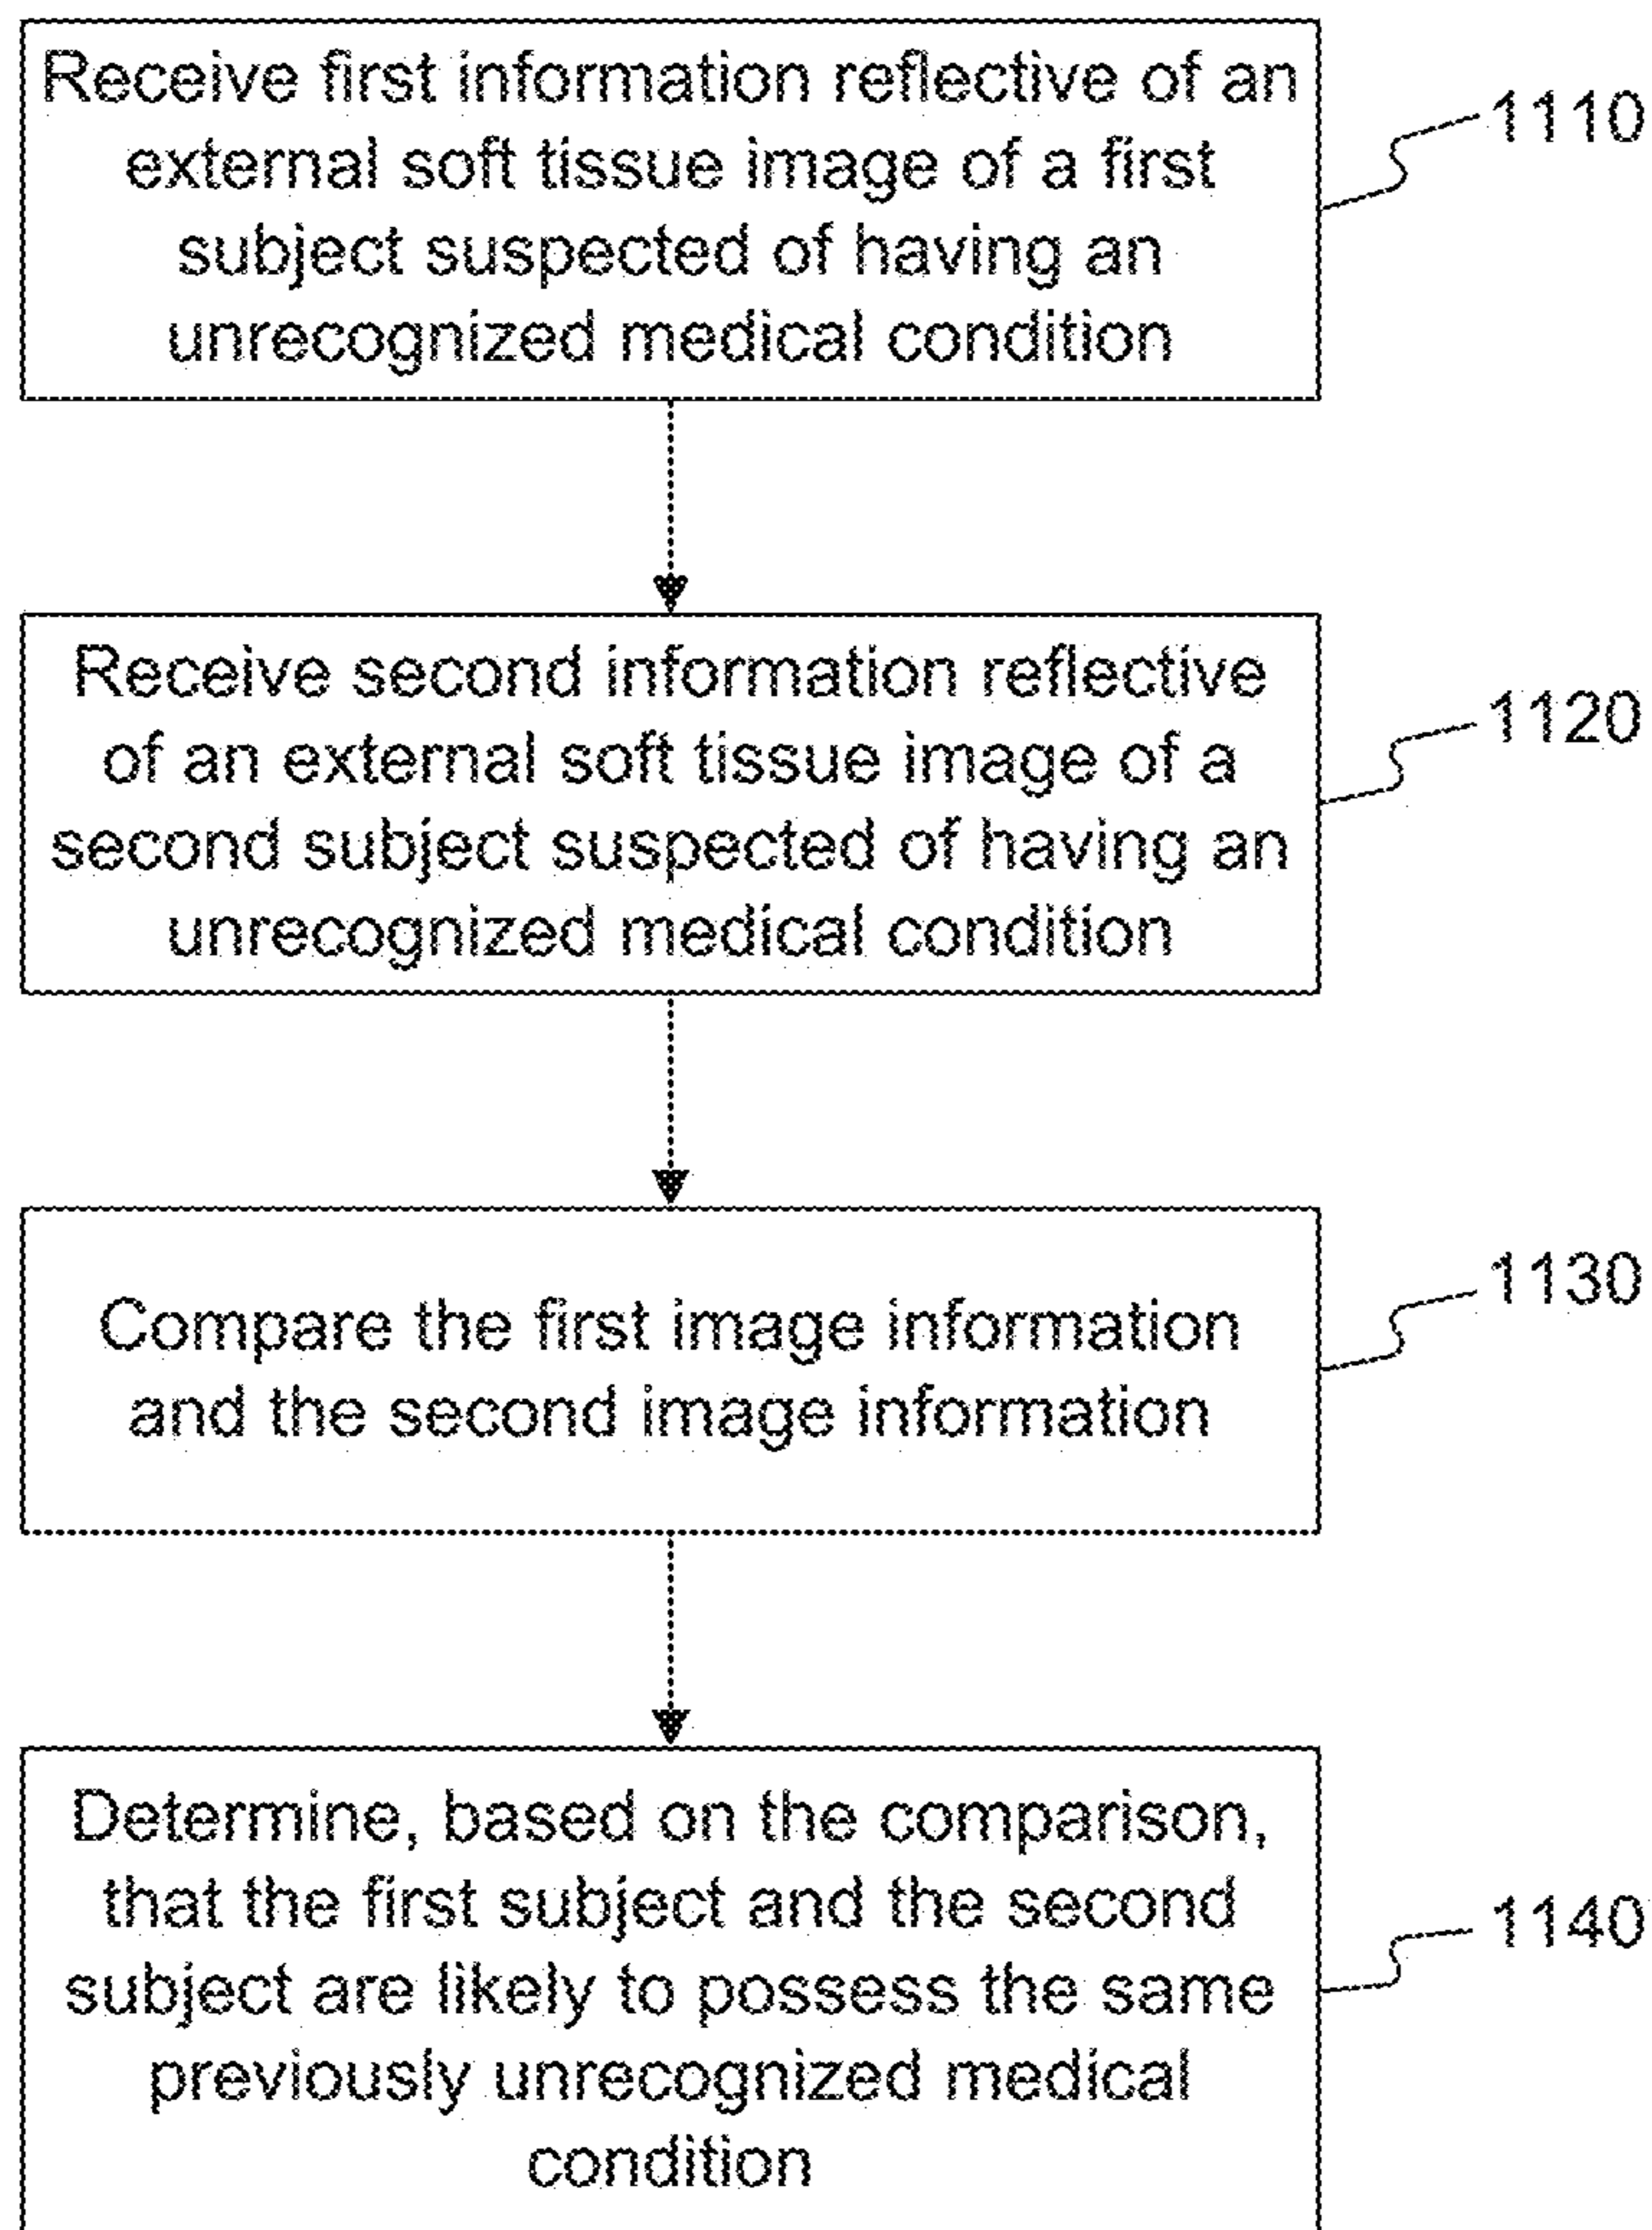 Receive first information reflective of an
external soft tissue image of a first
subject suspected of having an
unrecognized medical condition
1110
Receive second information reflective
of an external soft tissue image of a
second subject suspected of having an
unrecognized medical condition
1120
Compare the first image information
and the second image information
1130
Determine, based on the comparison,
that the first subject and the second
subject are likely to possess the same
previously unrecognized medical
condition
1140